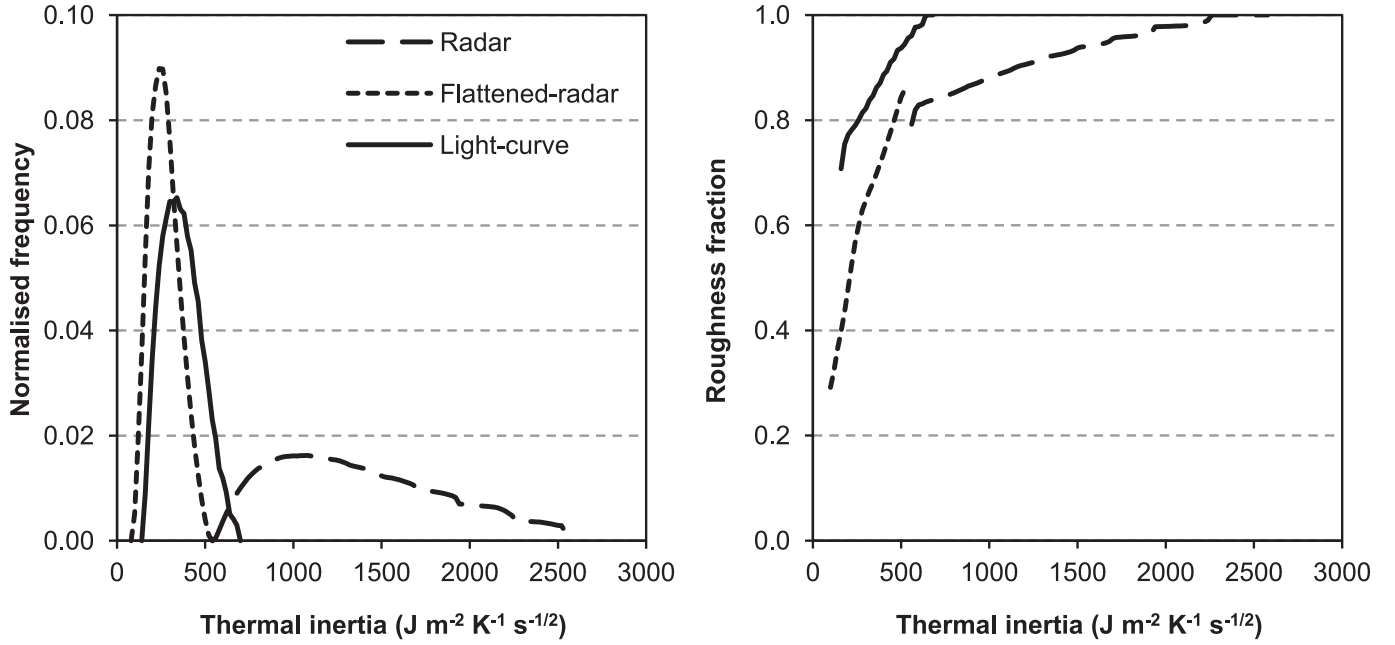 0.10
0.08
0.06
0.04
0.02
0.00
Normalised frequency
Radar
Flattened-radar
Light-curve
0 500 1000 1500 2000 2500 3000
Thermal inertia (J m⁻² K⁻¹ s⁻¹/²)
1.0
0.8
0.6
0.4
0.2
0.0
Roughness fraction
0 500 1000 1500 2000 2500 3000
Thermal inertia (J m⁻² K⁻¹ s⁻¹/²)